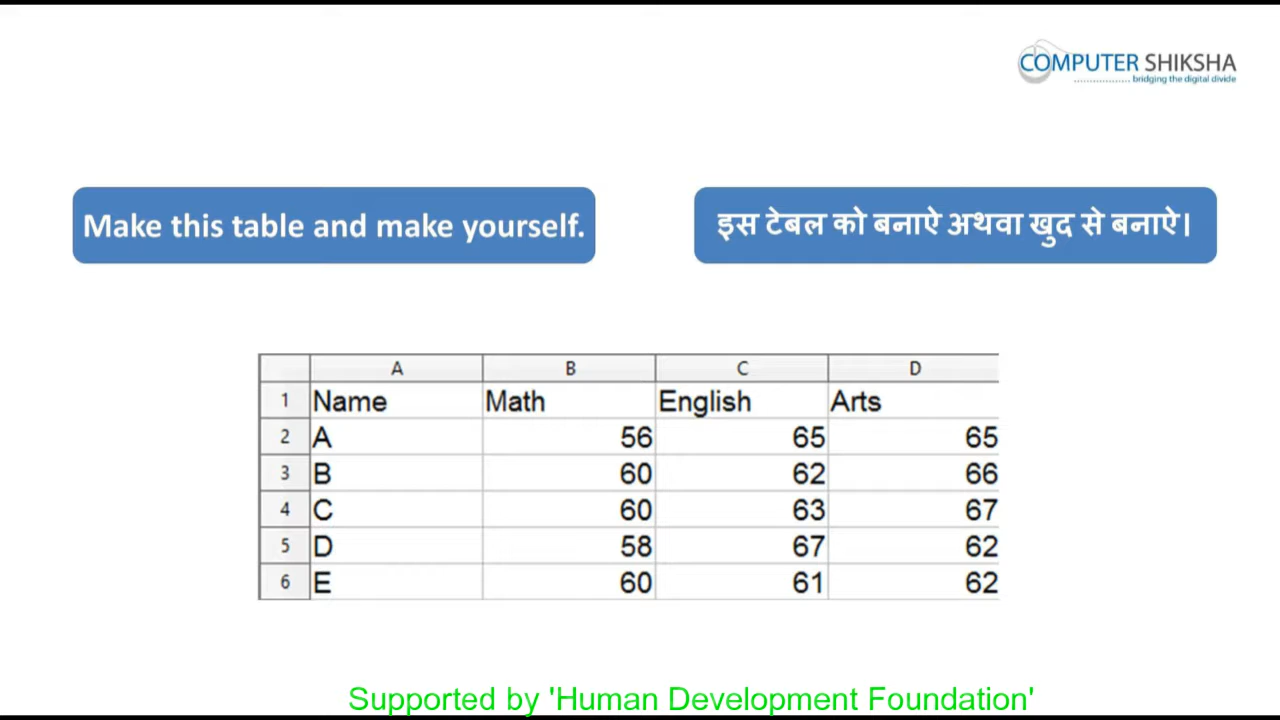 COMPUTER SHIKSHA
bridging the digital divide
Make this table and make yourself.
इस टेबल को बनाऐ अथवा खुद से बनाऐ।
A B C D
1 Name Math English Arts
2 A 56 65 65
3 B 60 62 66
4 C 60 63 67
5 D 58 67 62
6 E 60 61 62
Supported by 'Human Development Foundation'